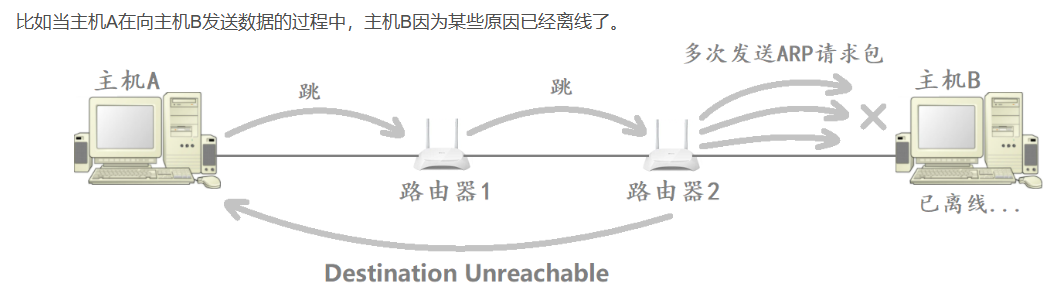 比如当主机A在向主机B发送数据的过程中，主机B因为某些原因已经离线了。
多次发送ARP请求包
主机A
主机B
跳
跳
路由器1
路由器2
已离线...
Destination Unreachable